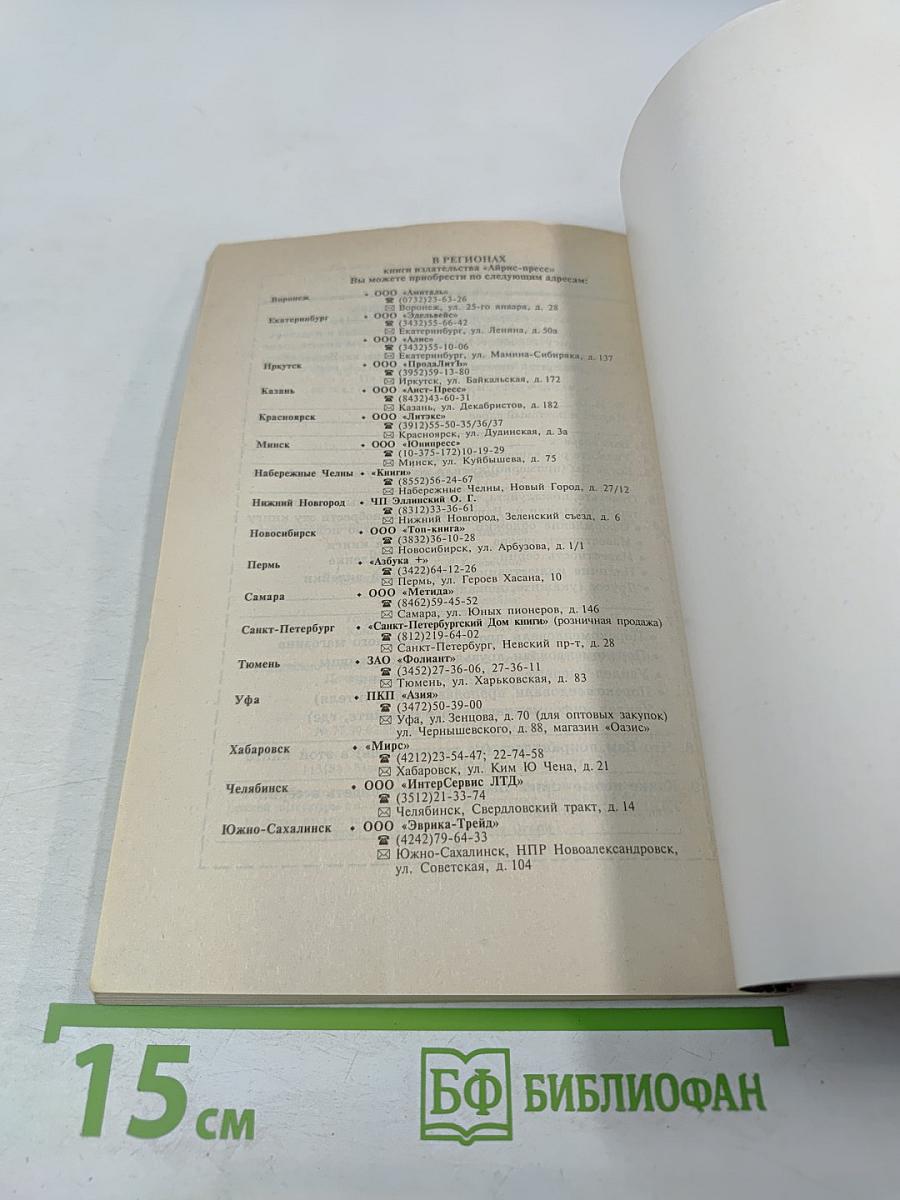 В РЕГИОНАХ
книги издательства «Айрис-пресс»
Вы можете приобрести по следующим адресам:
Воронеж • ООО «Амиталь»
☎ (0732)23-63-26
✉ Воронеж, ул. 25-го января, д. 28
Екатеринбург • ООО «Эдельвейс»
☎ (3432)55-66-42
✉ Екатеринбург, ул. Ленина, д. 50а
• ООО «Алис»
☎ (3432)55-10-06
✉ Екатеринбург, ул. Мамина-Сибиряка, д. 137
Иркутск • ООО «ПродаЛитЪ»
☎ (3952)59-13-80
✉ Иркутск, ул. Байкальская, д. 172
Казань • ООО «Аист-Пресс»
☎ (8432)43-60-31
✉ Казань, ул. Декабристов, д. 182
Красноярск • ООО «Литэкс»
☎ (3912)55-50-35/36/37
✉ Красноярск, ул. Дудинская, д. 3а
Минск • ООО «Юнипресс»
☎ (10-375-172)10-19-29
✉ Минск, ул. Куйбышева, д. 75
Набережные Челны • «Книги»
☎ (8552)56-24-67
✉ Набережные Челны, Новый Город, д. 27/12
Нижний Новгород • ЧП Эллинский О. Г.
☎ (8312)33-36-61
✉ Нижний Новгород, Зеленский съезд, д. 6
Новосибирск • ООО «Топ-книга»
☎ (3832)36-10-28
✉ Новосибирск, ул. Арбузова, д. 1/1
Пермь • «Азбука +»
☎ (3422)64-12-26
✉ Пермь, ул. Героев Хасана, 10
Самара • ООО «Метида»
☎ (8462)59-45-52
✉ Самара, ул. Юных пионеров, д. 146
Санкт-Петербург • «Санкт-Петербургский Дом книги» (розничная продажа)
☎ (812)219-64-02
✉ Санкт-Петербург, Невский пр-т, д. 28
Тюмень • ЗАО «Фолиант»
☎ (3452)27-36-06, 27-36-11
✉ Тюмень, ул. Харьковская, д. 83
Уфа • ПКП «Азия»
☎ (3472)50-39-00
✉ Уфа, ул. Зенцова, д. 70 (для оптовых закупок)
ул. Чернышевского, д. 88, магазин «Оазис»
Хабаровск • «Мирс»
☎ (4212)23-54-47; 22-74-58
✉ Хабаровск, ул. Ким Ю Чена, д. 21
Челябинск • ООО «ИнтерСервис ЛТД»
☎ (3512)21-33-74
✉ Челябинск, Свердловский тракт, д. 14
Южно-Сахалинск • ООО «Эврика-Трейд»
☎ (4242)79-64-33
✉ Южно-Сахалинск, НПР Новоалександровск,
ул. Советская, д. 104
15 см
БФ БИБЛИОФАН